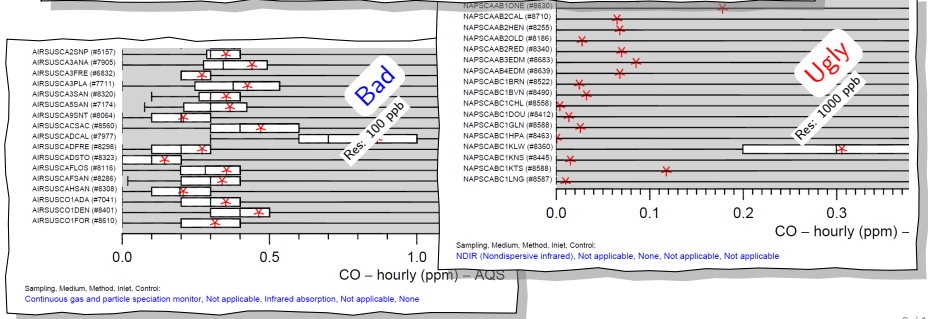 AIRSUSCA2SNP (#5157)
AIRSUSCA3ANA (#7905)
AIRSUSCA3FRE (#6832)
AIRSUSCA3PLA (#7711)
AIRSUSCA3SAN (#8320)
AIRSUSCA5SAN (#7174)
AIRSUSCA9SNT (#8064)
AIRSUSCACSAC (#8560)
AIRSUSCADCAL (#7977)
AIRSUSCADFRE (#8298)
AIRSUSCADSTO (#8323)
AIRSUSCAFLOS (#8116)
AIRSUSCAFSAN (#8286)
AIRSUSCAHSAN (#8308)
AIRSUSCO1ADA (#7041)
AIRSUSCO1DEN (#8401)
AIRSUSCO1FOR (#8610)
Bad
Res: 100 ppb
0.0 0.5 1.0
CO – hourly (ppm) – AQS
Sampling, Medium, Method, Inlet, Control:
Continuous gas and particle speciation monitor, Not applicable, Infrared absorption, Not applicable, None
NAPSCAAB1ONE (#8630)
NAPSCAAB2CAL (#8710)
NAPSCAAB2HEN (#8255)
NAPSCAAB2OLD (#8186)
NAPSCAAB2RED (#8340)
NAPSCAAB3EDM (#8683)
NAPSCAAB4EDM (#8639)
NAPSCABC1BRN (#8522)
NAPSCABC1BVN (#8490)
NAPSCABC1CHL (#8558)
NAPSCABC1DOU (#8412)
NAPSCABC1GLN (#8588)
NAPSCABC1HPA (#8463)
NAPSCABC1KLW (#8360)
NAPSCABC1KNS (#8445)
NAPSCABC1KTS (#8588)
NAPSCABC1LNG (#8587)
Ugly
Res: 1000 ppb
0.0 0.1 0.2 0.3
CO – hourly (ppm) –
Sampling, Medium, Method, Inlet, Control:
NDIR (Nondispersive infrared), Not applicable, None, Not applicable, Not applicable